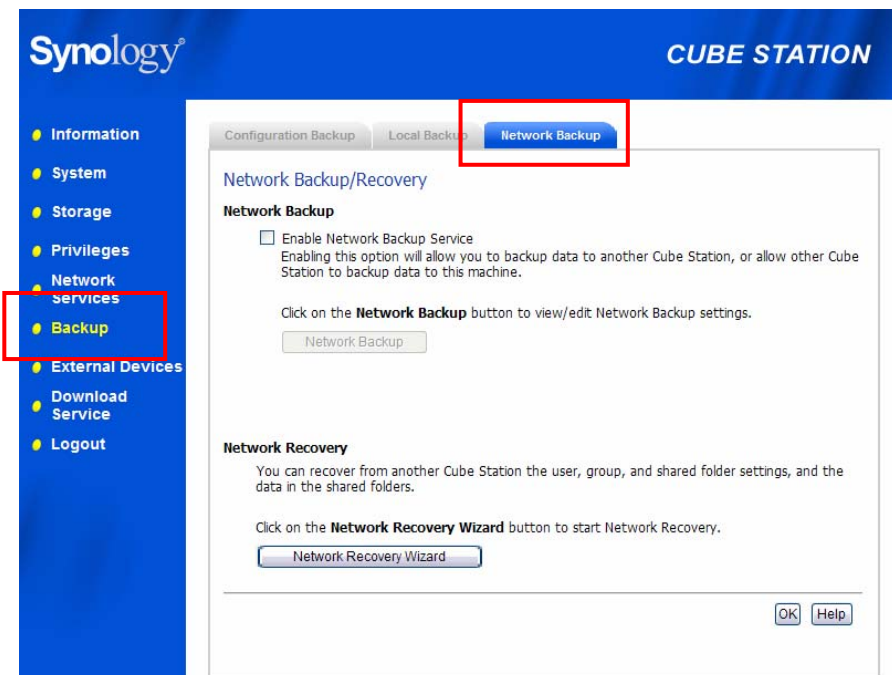 Synology®
CUBE STATION
Information
System
Storage
Privileges
Network
Services
Backup
External Devices
Download
Service
Logout
Configuration Backup
Local Backup
Network Backup
Network Backup/Recovery
Network Backup
Enable Network Backup Service
Enabling this option will allow you to backup data to another Cube Station, or allow other Cube
Station to backup data to this machine.
Click on the Network Backup button to view/edit Network Backup settings.
Network Backup
Network Recovery
You can recover from another Cube Station the user, group, and shared folder settings, and the
data in the shared folders.
Click on the Network Recovery Wizard button to start Network Recovery.
Network Recovery Wizard
OK
Help